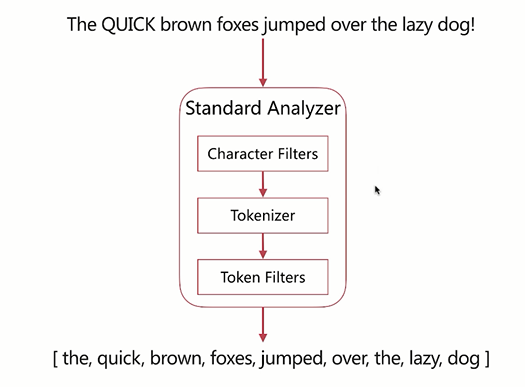 The QUICK brown foxes jumped over the lazy dog!
Standard Analyzer
Character Filters
Tokenizer
Token Filters
[ the, quick, brown, foxes, jumped, over, the, lazy, dog ]